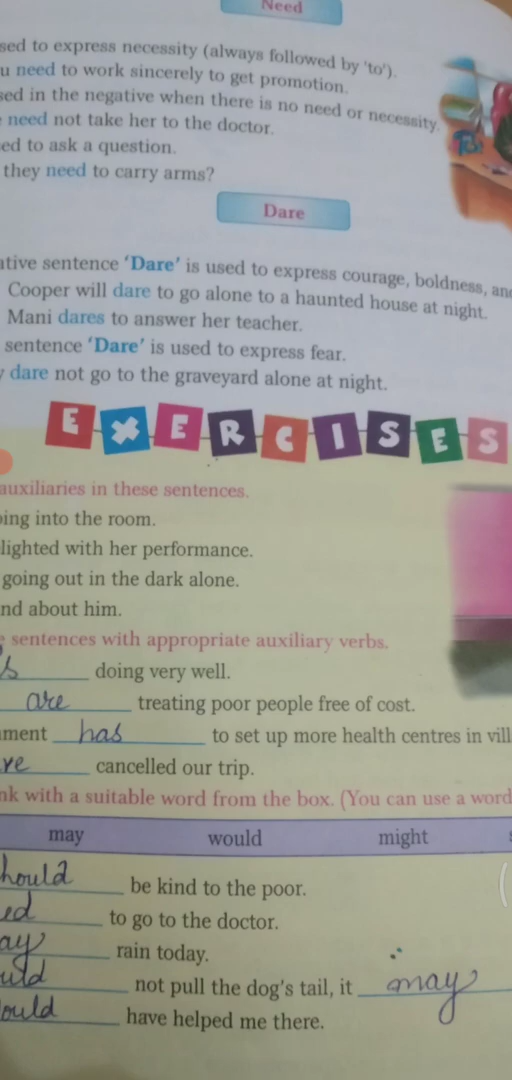 Need
sed to express necessity (always followed by 'to').
u need to work sincerely to get promotion.
sed in the negative when there is no need or necessity.
need not take her to the doctor.
ed to ask a question.
they need to carry arms?
Dare
ative sentence 'Dare' is used to express courage, boldness, and
Cooper will dare to go alone to a haunted house at night.
Mani dares to answer her teacher.
sentence 'Dare' is used to express fear.
y dare not go to the graveyard alone at night.
EXERCISES
auxiliaries in these sentences.
ping into the room.
lighted with her performance.
going out in the dark alone.
nd about him.
e sentences with appropriate auxiliary verbs.
s doing very well.
are treating poor people free of cost.
nment has to set up more health centres in vill
ve cancelled our trip.
nk with a suitable word from the box. (You can use a word
may would might
hould be kind to the poor.
ed to go to the doctor.
ay rain today.
uld not pull the dog's tail, it may
ould have helped me there.